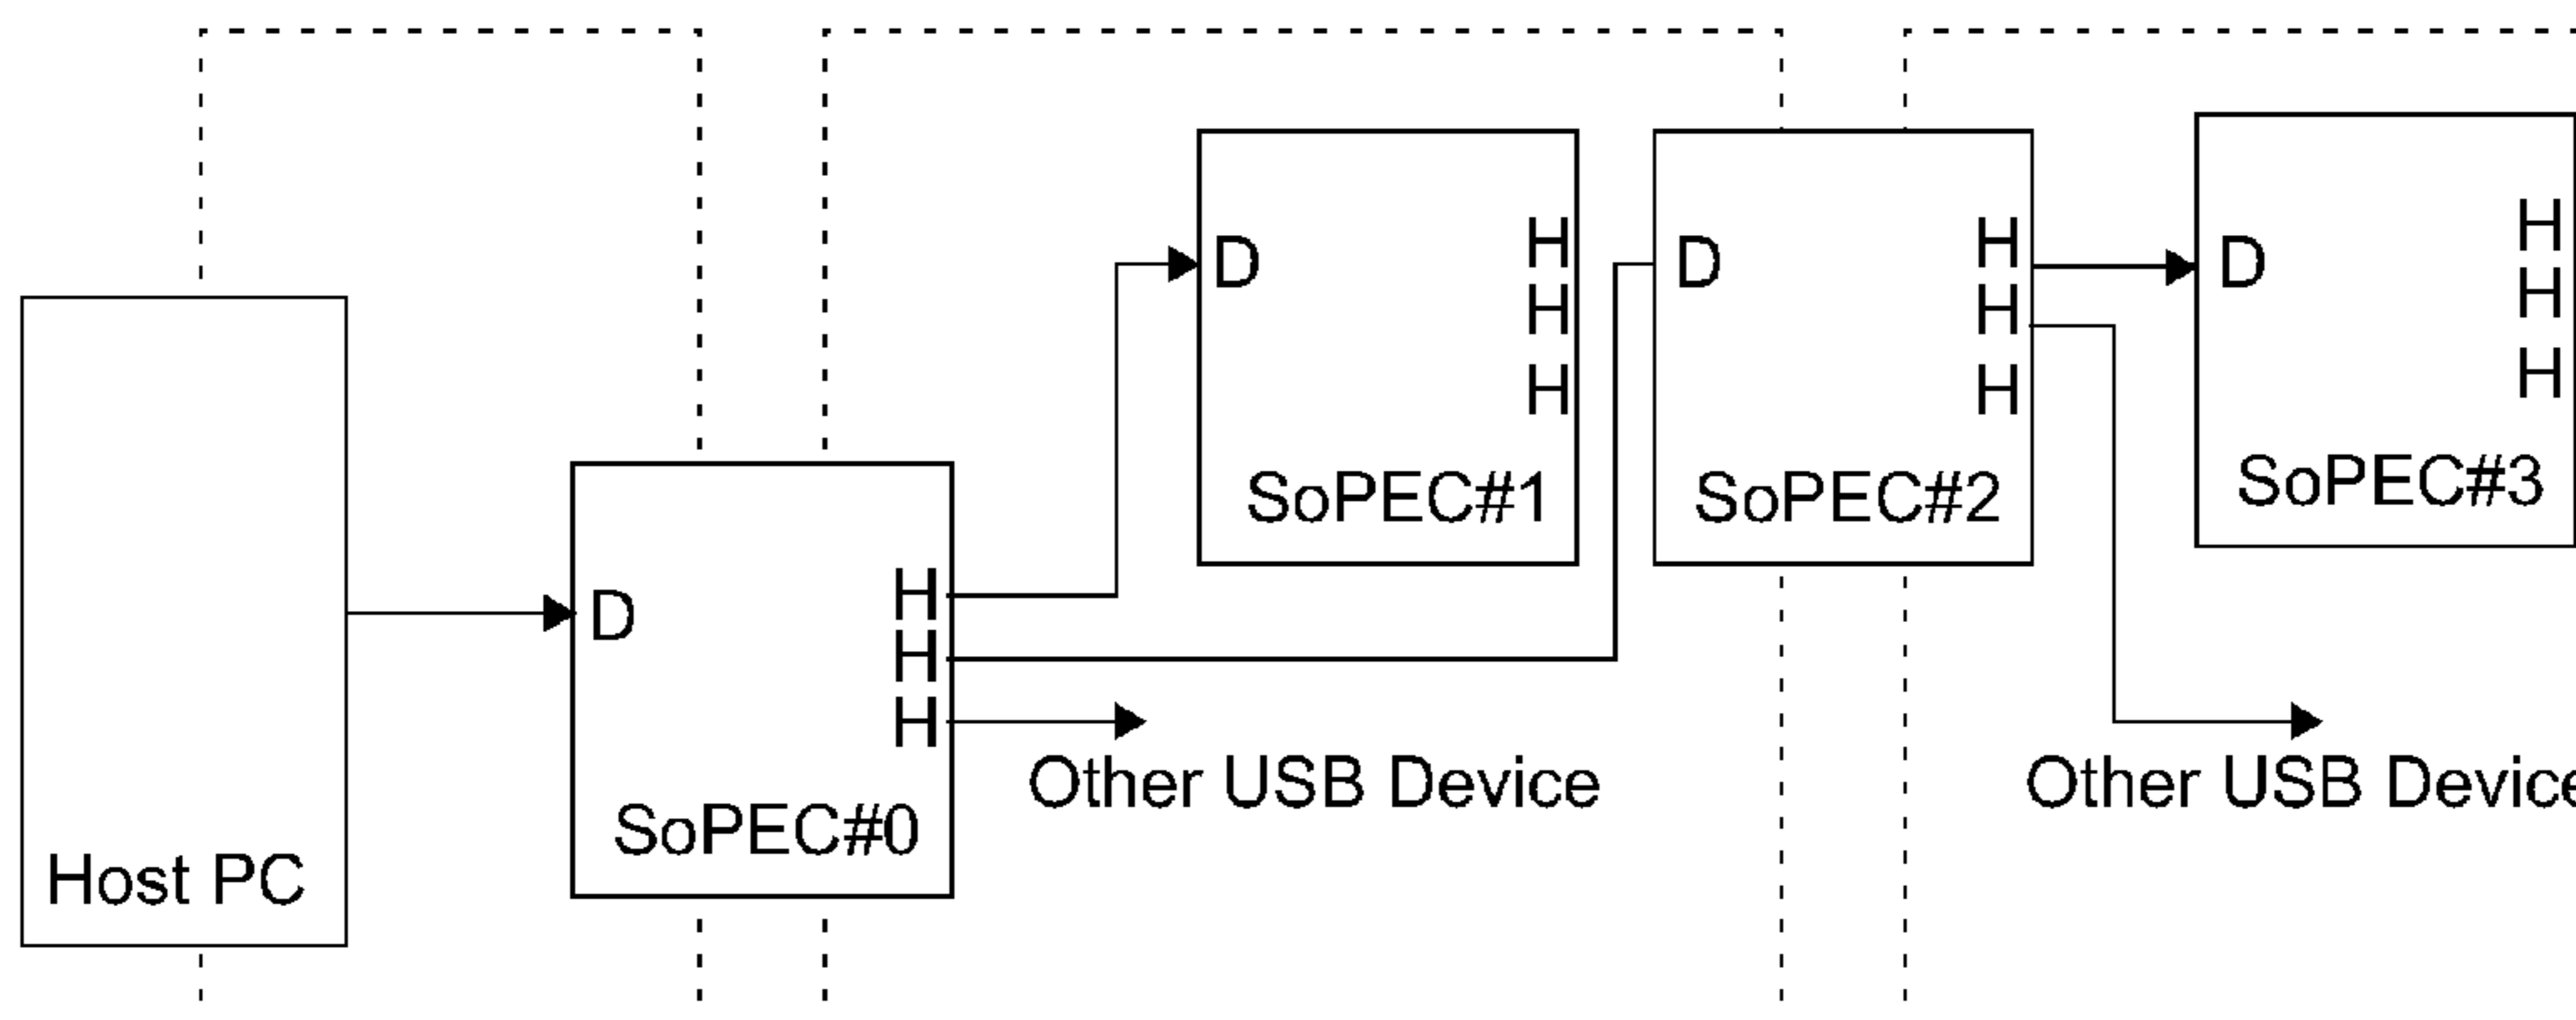 Host PC
D
H
H
H
SoPEC#0
D
H
H
H
SoPEC#1
D
H
H
H
SoPEC#2
D
H
H
H
SoPEC#3
Other USB Device
Other USB Device